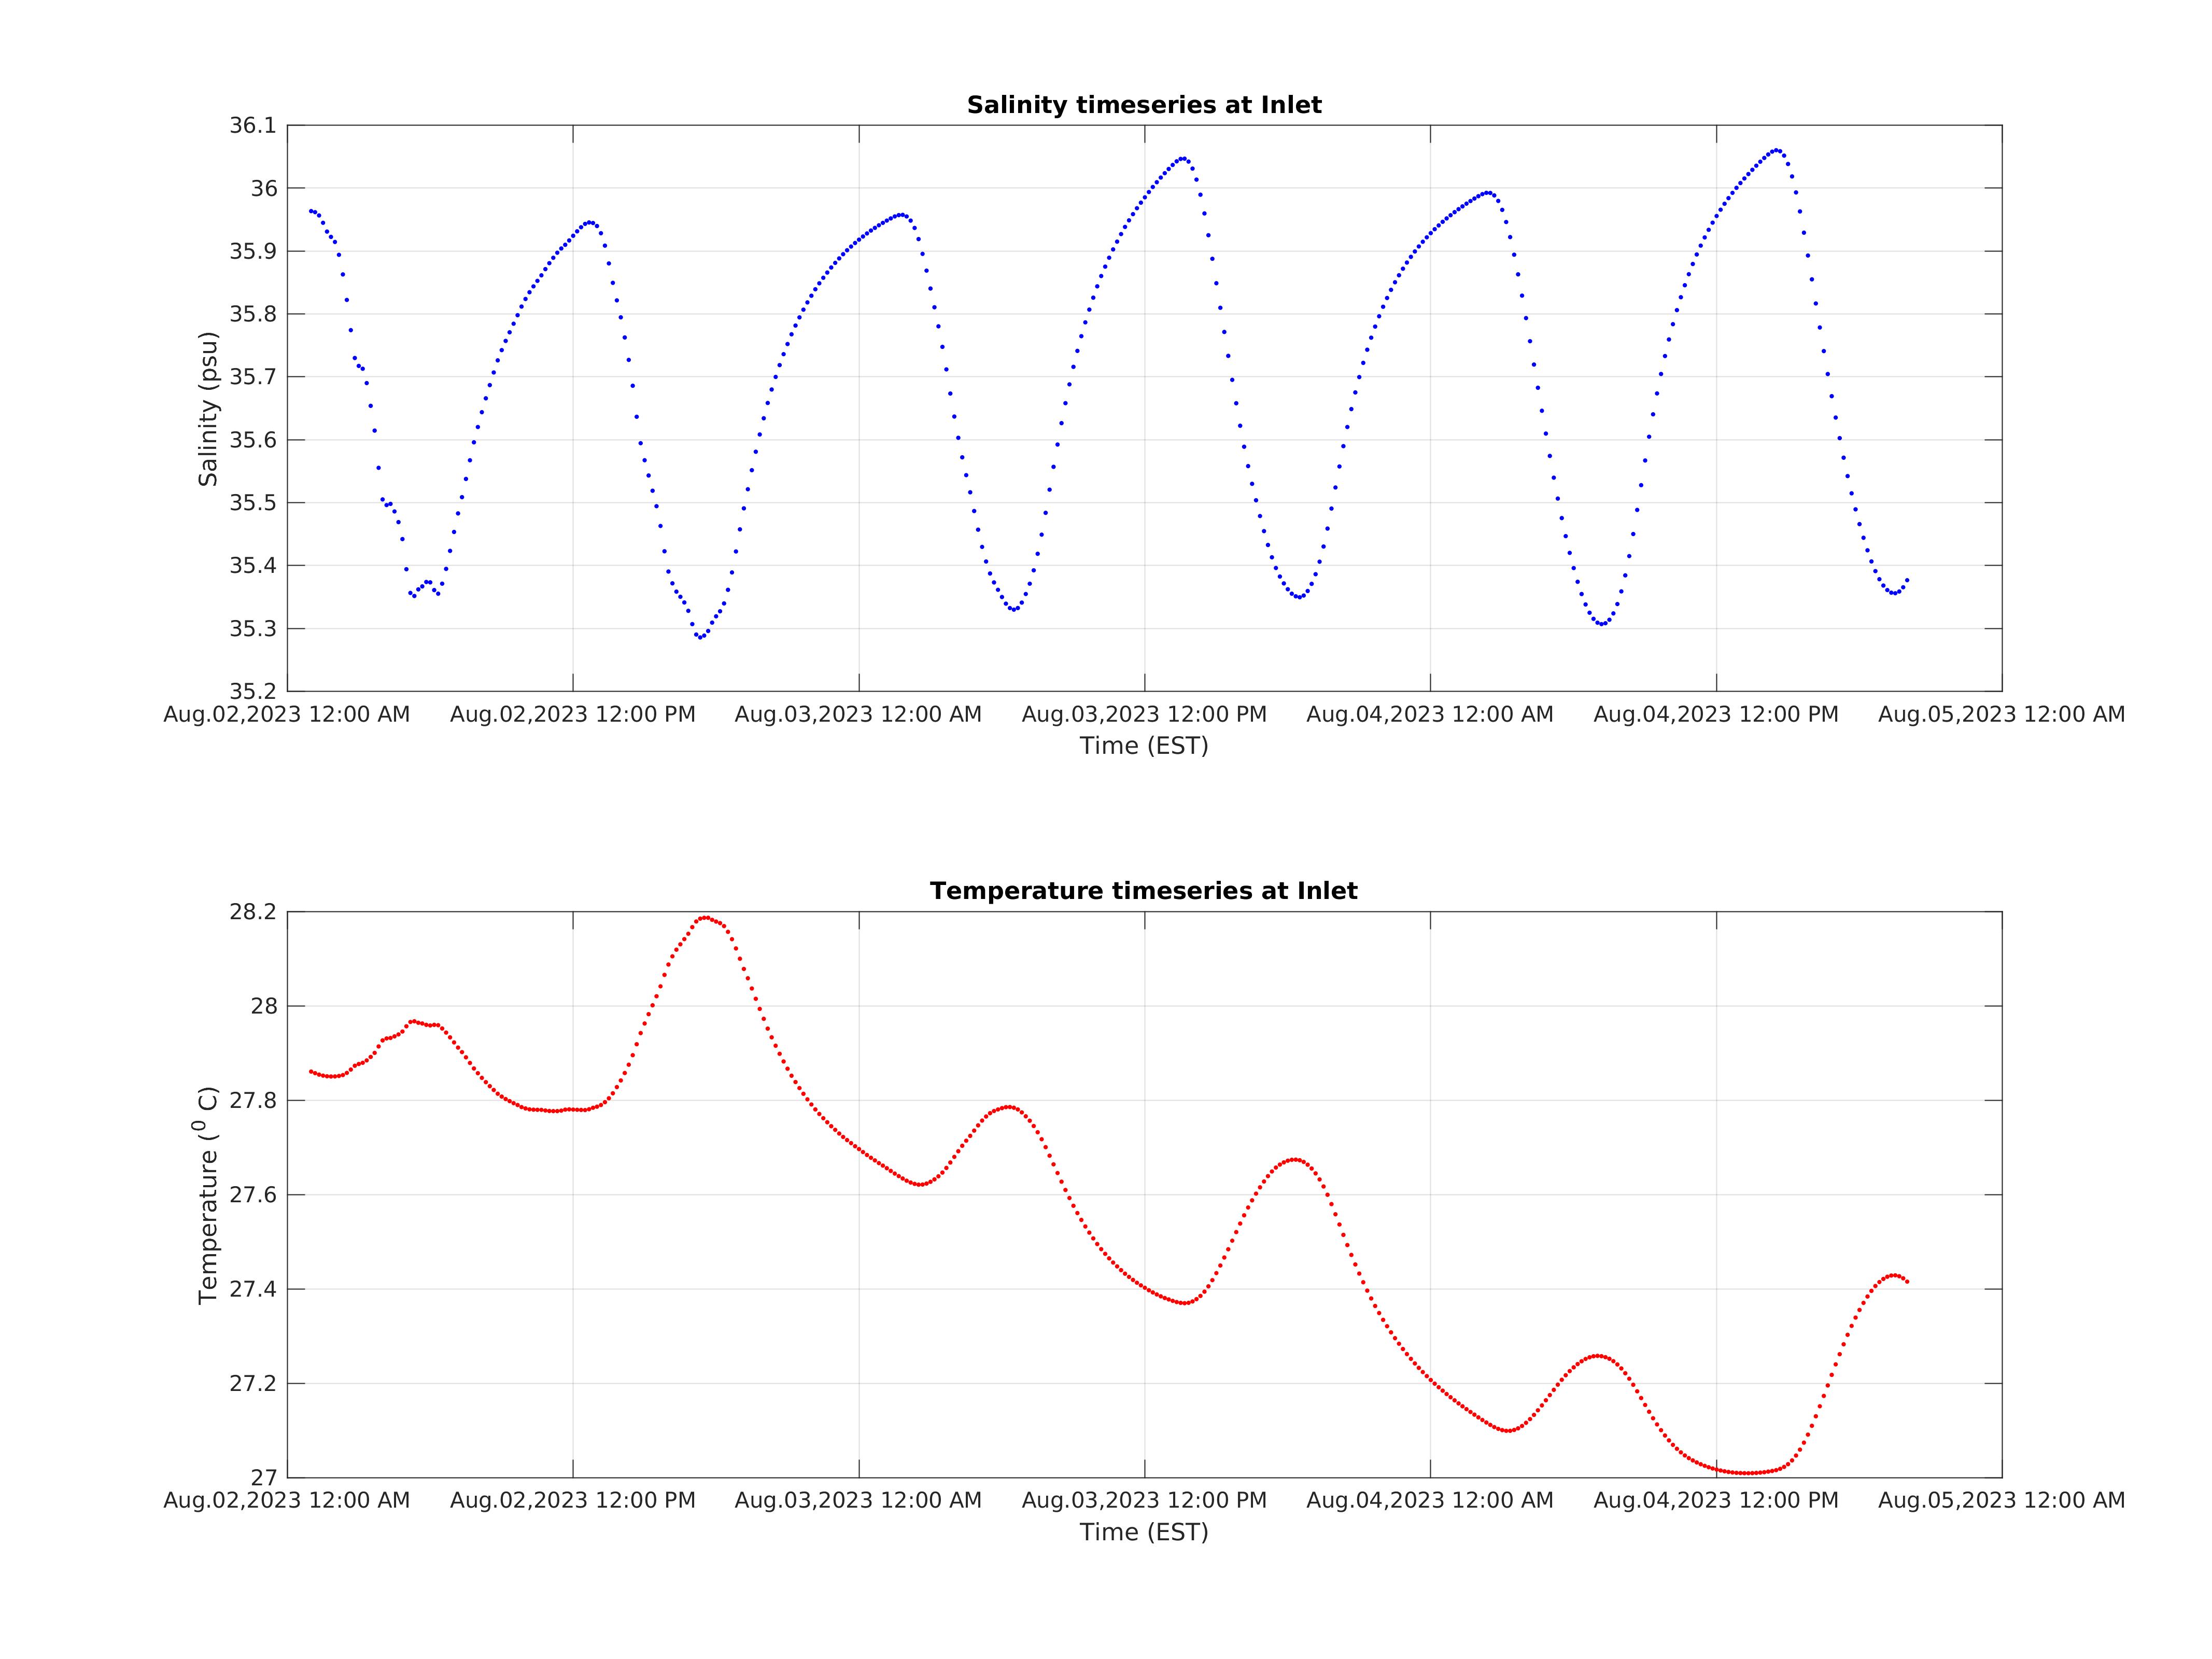 Salinity timeseries at Inlet
36.1
36
35.9
35.8
35.7
35.6
35.5
35.4
35.3
35.2
Salinity (psu)
Aug.02,2023 12:00 AM Aug.02,2023 12:00 PM Aug.03,2023 12:00 AM Aug.03,2023 12:00 PM Aug.04,2023 12:00 AM Aug.04,2023 12:00 PM Aug.05,2023 12:00 AM
Time (EST)
Temperature timeseries at Inlet
28.2
28
27.8
27.6
27.4
27.2
27
Temperature (⁰ C)
Aug.02,2023 12:00 AM Aug.02,2023 12:00 PM Aug.03,2023 12:00 AM Aug.03,2023 12:00 PM Aug.04,2023 12:00 AM Aug.04,2023 12:00 PM Aug.05,2023 12:00 AM
Time (EST)